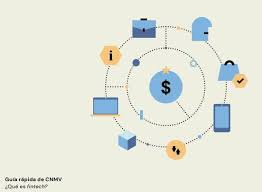 i
$
Guía rápida de CNMV
¿Qué es fintech?